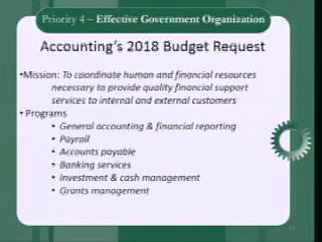 Priority 4 – Effective Government Organization
Accounting's 2018 Budget Request
•Mission: To coordinate human and financial resources
necessary to provide quality financial support
services to internal and external customers
• Programs
• General accounting & financial reporting
• Payroll
• Accounts payable
• Banking services
• Investment & cash management
• Grants management